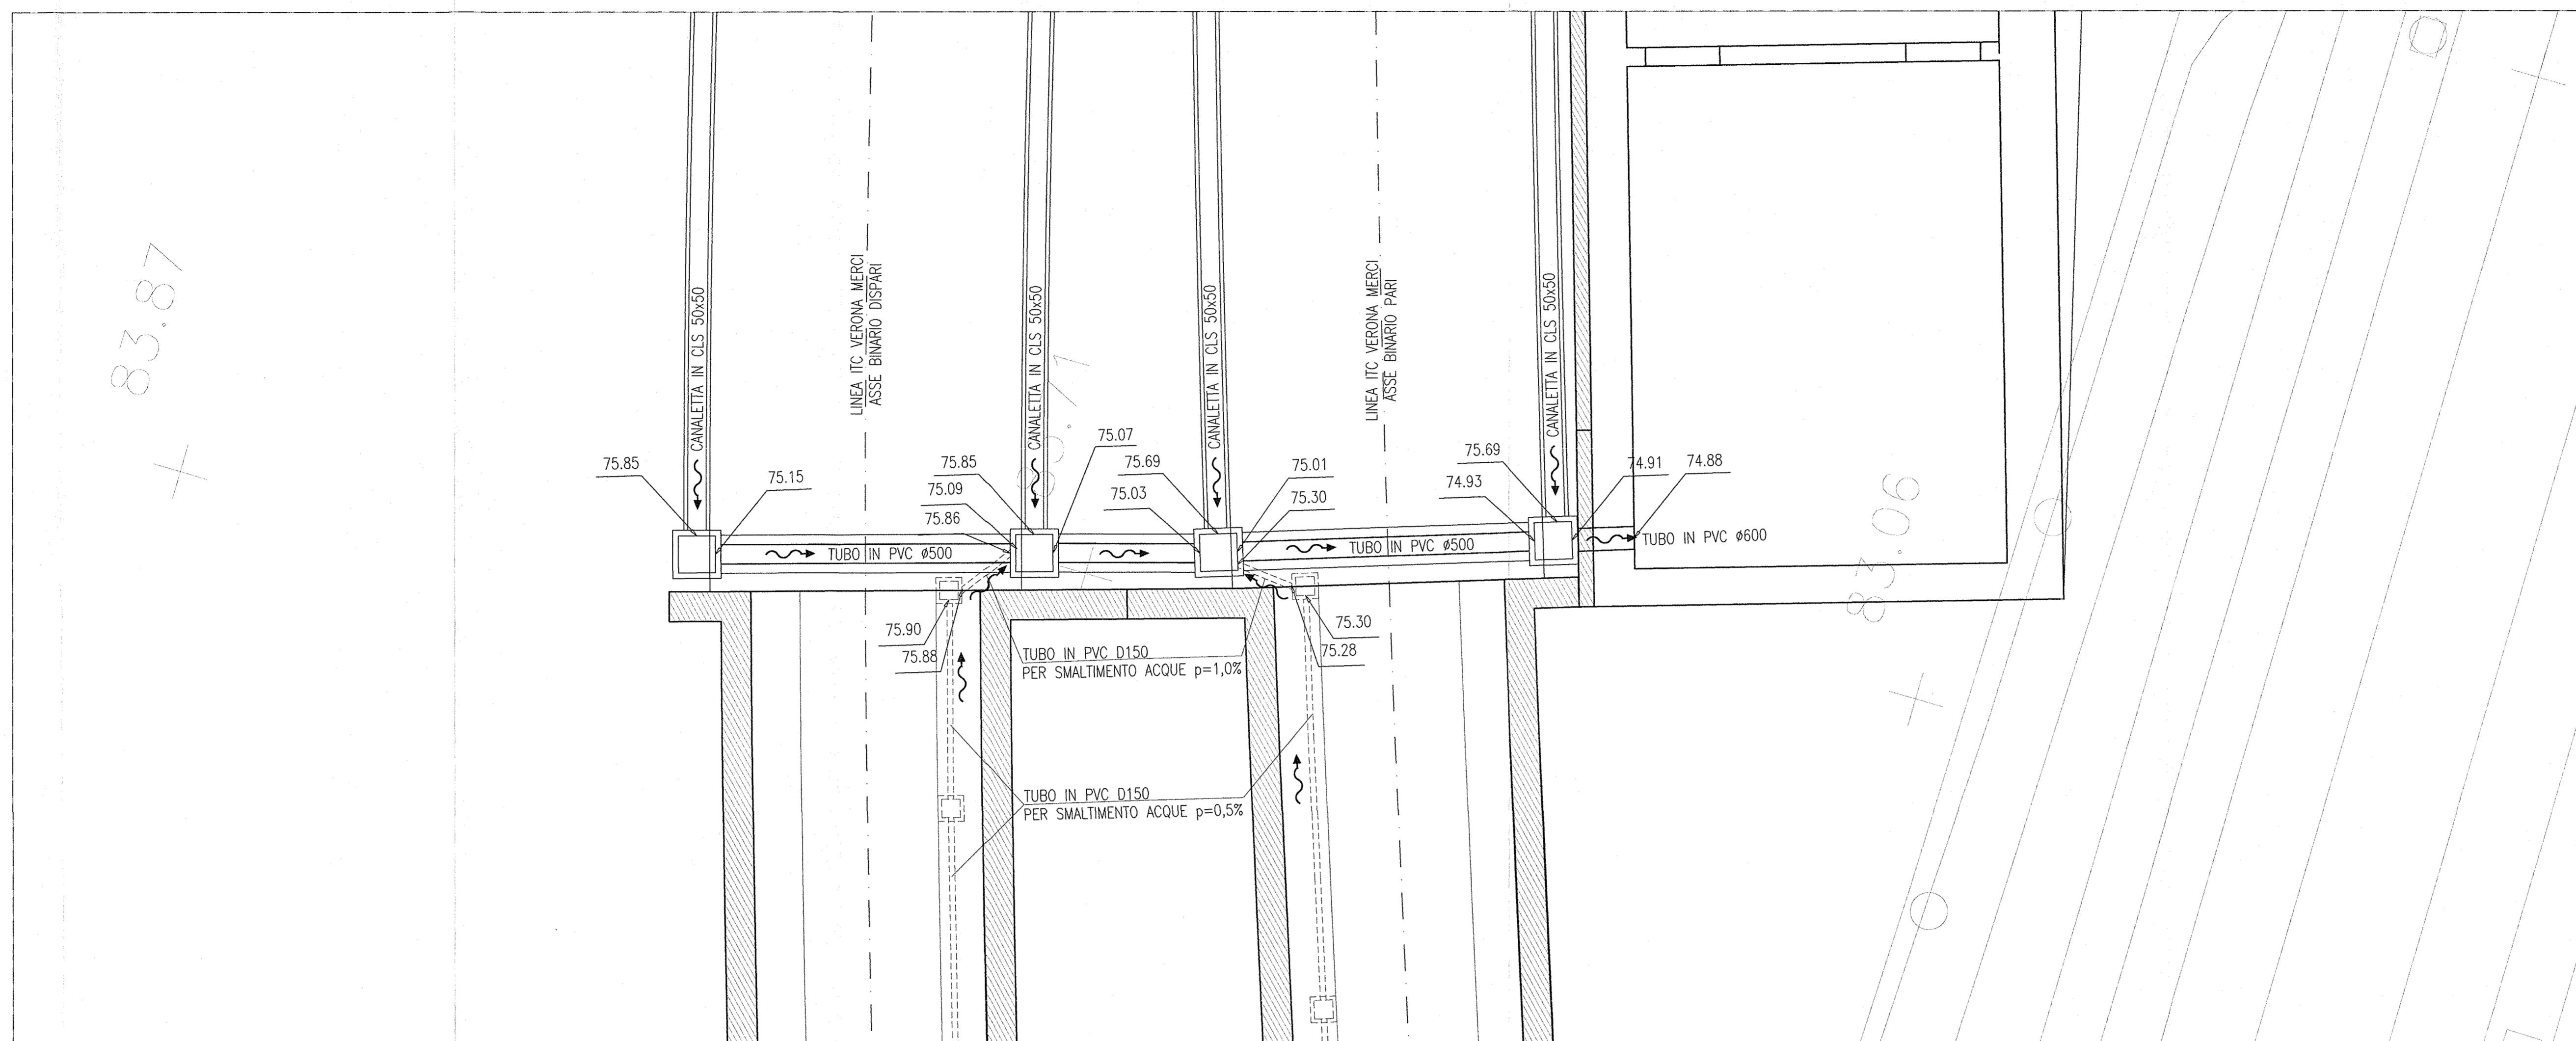 83.87
CANALETTA IN CLS 50x50
LINEA ITC VERONA MERCI
ASSE BINARIO DISPARI
CANALETTA IN CLS 50x50
CANALETTA IN CLS 50x50
LINEA ITC VERONA MERCI
ASSE BINARIO PARI
CANALETTA IN CLS 50x50
75.85
75.15
75.85
75.09
75.86
75.07
75.69
75.03
75.01
75.30
75.69
74.93
74.91
74.88
TUBO IN PVC ø500
TUBO IN PVC ø500
TUBO IN PVC ø600
83.06
75.90
75.88
TUBO IN PVC D150
PER SMALTIMENTO ACQUE p=1,0%
75.30
75.28
TUBO IN PVC D150
PER SMALTIMENTO ACQUE p=0,5%